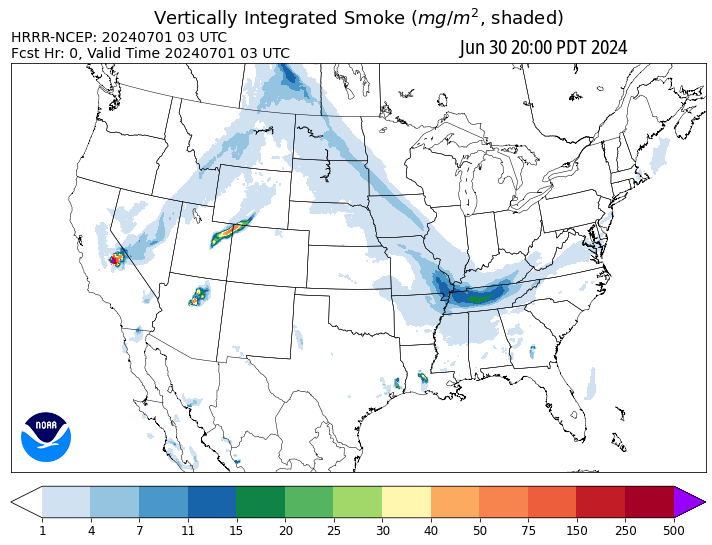 Vertically Integrated Smoke (mg/m², shaded)
HRRR-NCEP: 20240701 03 UTC
Fcst Hr: 0, Valid Time 20240701 03 UTC
Jun 30 20:00 PDT 2024
NOAA
1 4 7 11 15 20 25 30 40 50 75 150 250 500